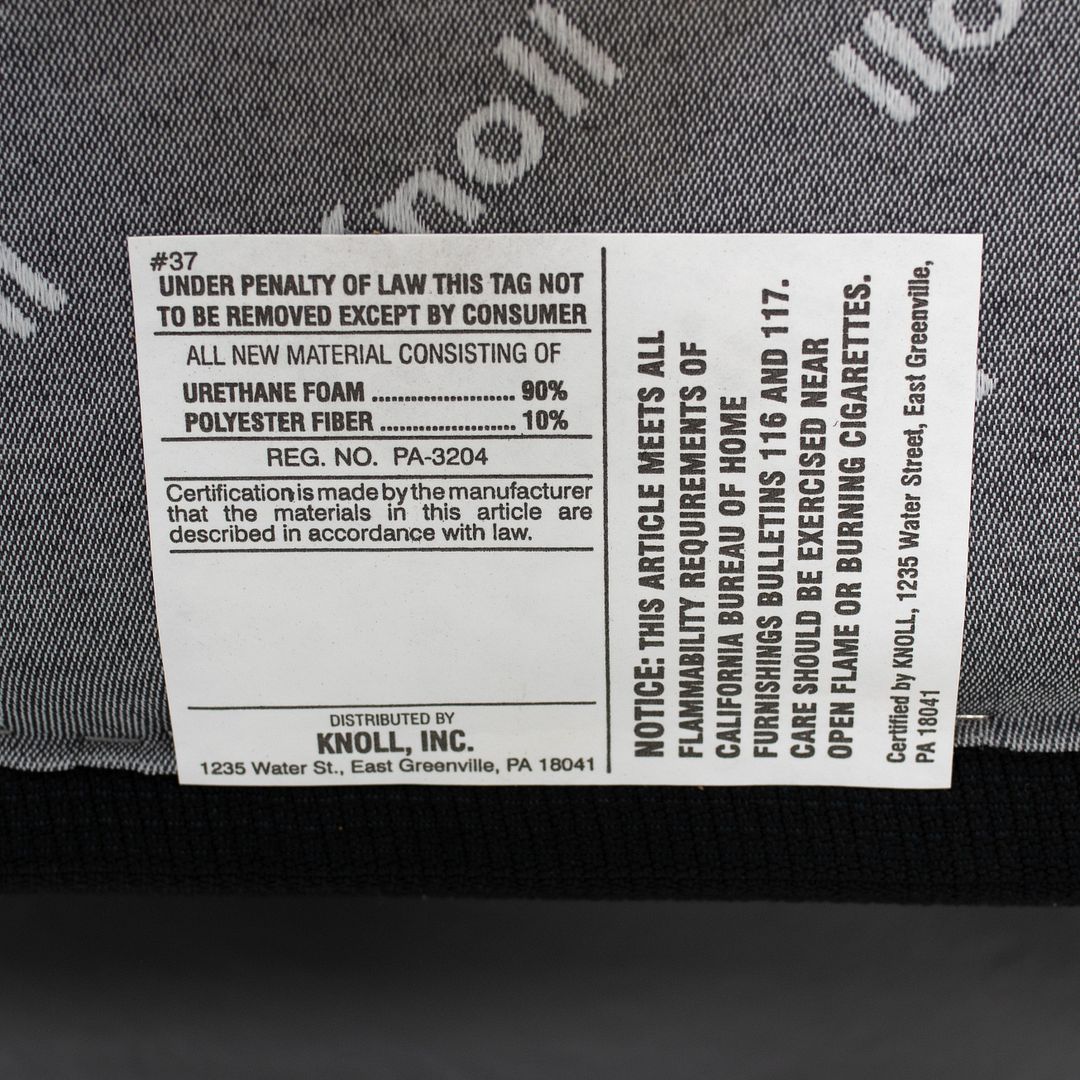 knoll
#37
UNDER PENALTY OF LAW THIS TAG NOT
TO BE REMOVED EXCEPT BY CONSUMER
ALL NEW MATERIAL CONSISTING OF
URETHANE FOAM ....................... 90%
POLYESTER FIBER ...................... 10%
REG. NO. PA-3204
Certification is made by the manufacturer
that the materials in this article are
described in accordance with law.
DISTRIBUTED BY
KNOLL, INC.
1235 Water St., East Greenville, PA 18041
NOTICE: THIS ARTICLE MEETS ALL
FLAMMABILITY REQUIREMENTS OF
CALIFORNIA BUREAU OF HOME
FURNISHINGS BULLETINS 116 AND 117.
CARE SHOULD BE EXERCISED NEAR
OPEN FLAME OR BURNING CIGARETTES.
Certified by KNOLL, 1235 Water Street, East Greenville,
PA 18041